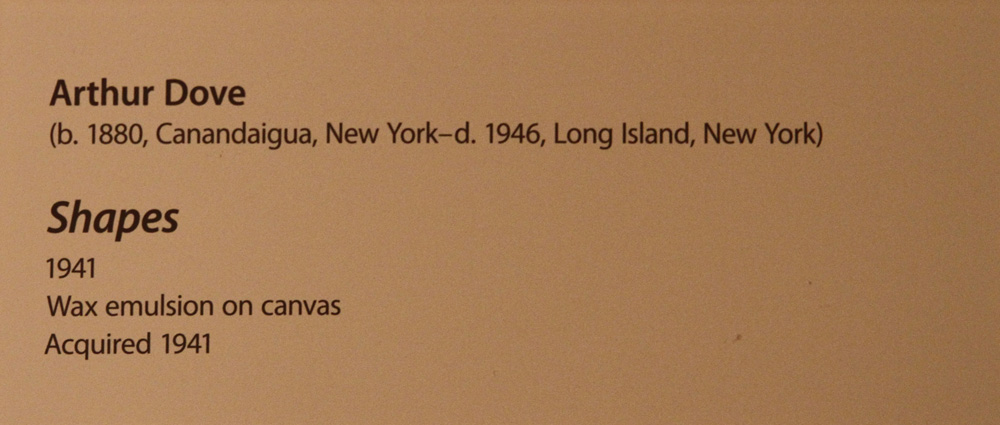 Arthur Dove
(b. 1880, Canandaigua, New York–d. 1946, Long Island, New York)
Shapes
1941
Wax emulsion on canvas
Acquired 1941